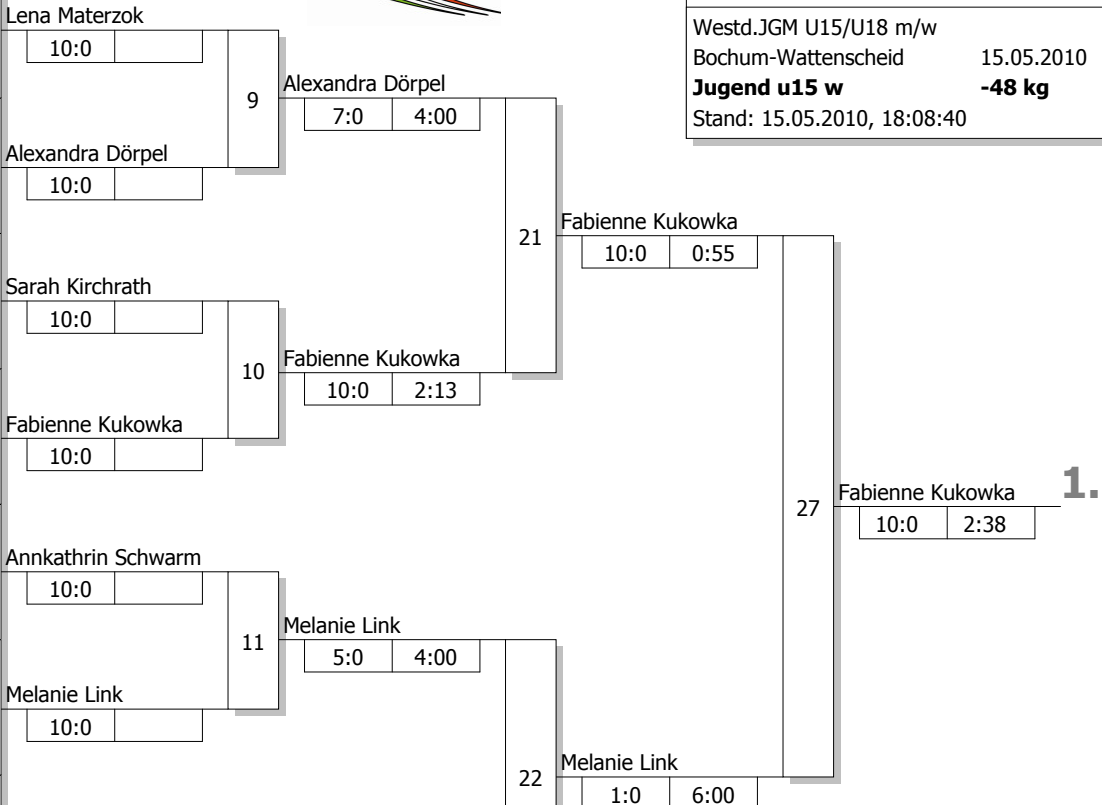 Lena Materzok
10:0
Westd.JGM U15/U18 m/w
Bochum-Wattenscheid 15.05.2010
Jugend u15 w -48 kg
Stand: 15.05.2010, 18:08:40
9
Alexandra Dörpel
7:0 4:00
Alexandra Dörpel
10:0
21
Fabienne Kukowka
10:0 0:55
Sarah Kirchrath
10:0
10
Fabienne Kukowka
10:0 2:13
Fabienne Kukowka
10:0
27
Fabienne Kukowka 1.
10:0 2:38
Annkathrin Schwarm
10:0
11
Melanie Link
5:0 4:00
Melanie Link
10:0
22
Melanie Link
1:0 6:00